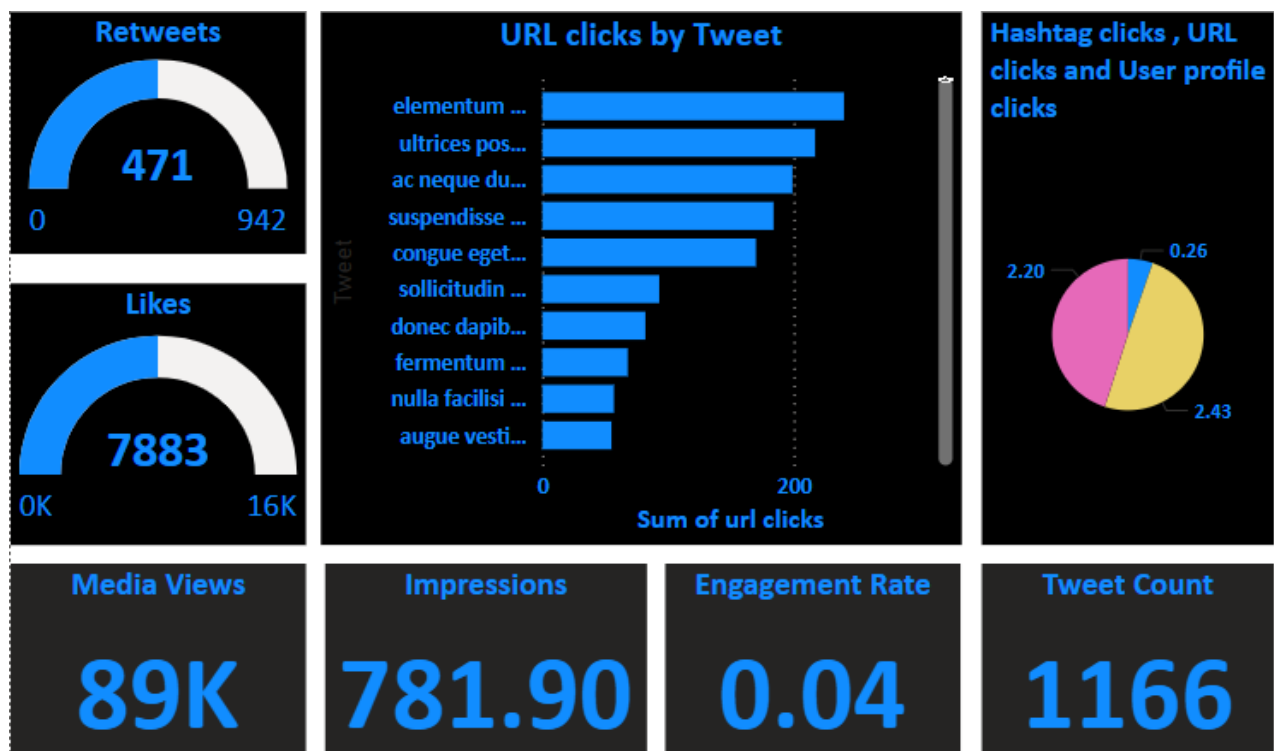 Retweets
471
0
942
Likes
7883
0K
16K
URL clicks by Tweet
Tweet
elementum ...
ultrices pos...
ac neque du...
suspendisse ...
congue eget...
sollicitudin ...
donec dapib...
fermentum ...
nulla facilisi ...
augue vesti...
0
200
Sum of url clicks
Hashtag clicks , URL
clicks and User profile
clicks
0.26
2.20
2.43
Media Views
89K
Impressions
781.90
Engagement Rate
0.04
Tweet Count
1166